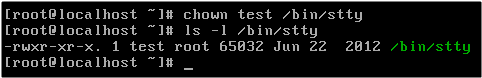 [root@localhost ~]# chown test /bin/stty
[root@localhost ~]# ls -l /bin/stty
-rwxr-xr-x. 1 test root 65032 Jun 22  2012 /bin/stty
[root@localhost ~]# _